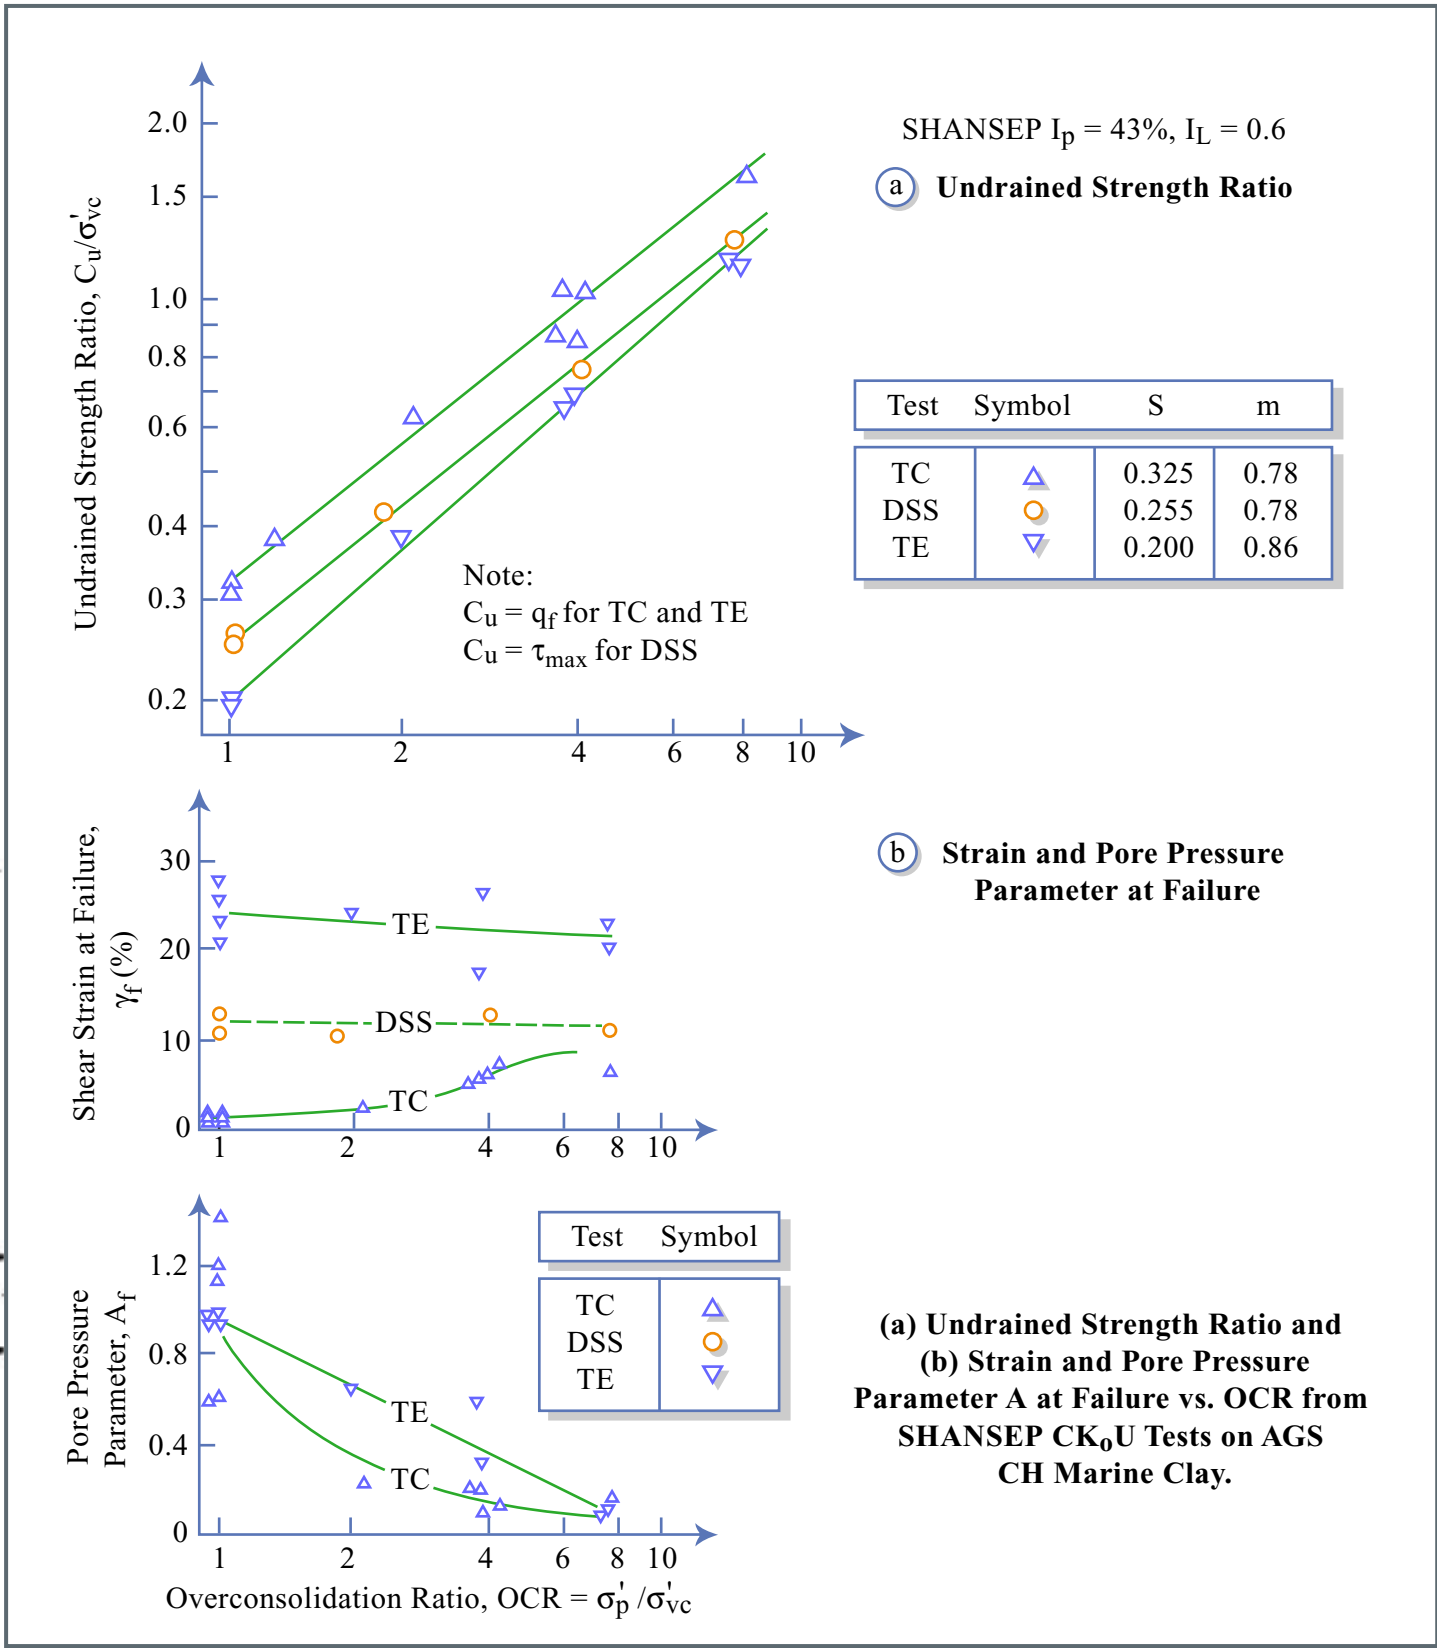 SHANSEP Ip = 43%, IL = 0.6
a Undrained Strength Ratio
Undrained Strength Ratio, Cu/σ'vc
2.0
1.5
1.0
0.8
0.6
0.4
0.3
0.2
1 2 4 6 8 10
Note:
Cu = qf for TC and TE
Cu = τmax for DSS
Test Symbol S m
TC 0.325 0.78
DSS 0.255 0.78
TE 0.200 0.86
b Strain and Pore Pressure
Parameter at Failure
Shear Strain at Failure,
γf (%)
30
20
10
0
TE
DSS
TC
1 2 4 6 8 10
Pore Pressure
Parameter, Af
1.2
0.8
0.4
0
TE
TC
1 2 4 6 8 10
Overconsolidation Ratio, OCR = σ'p /σ'vc
Test Symbol
TC
DSS
TE
(a) Undrained Strength Ratio and
(b) Strain and Pore Pressure
Parameter A at Failure vs. OCR from
SHANSEP CKoU Tests on AGS
CH Marine Clay.